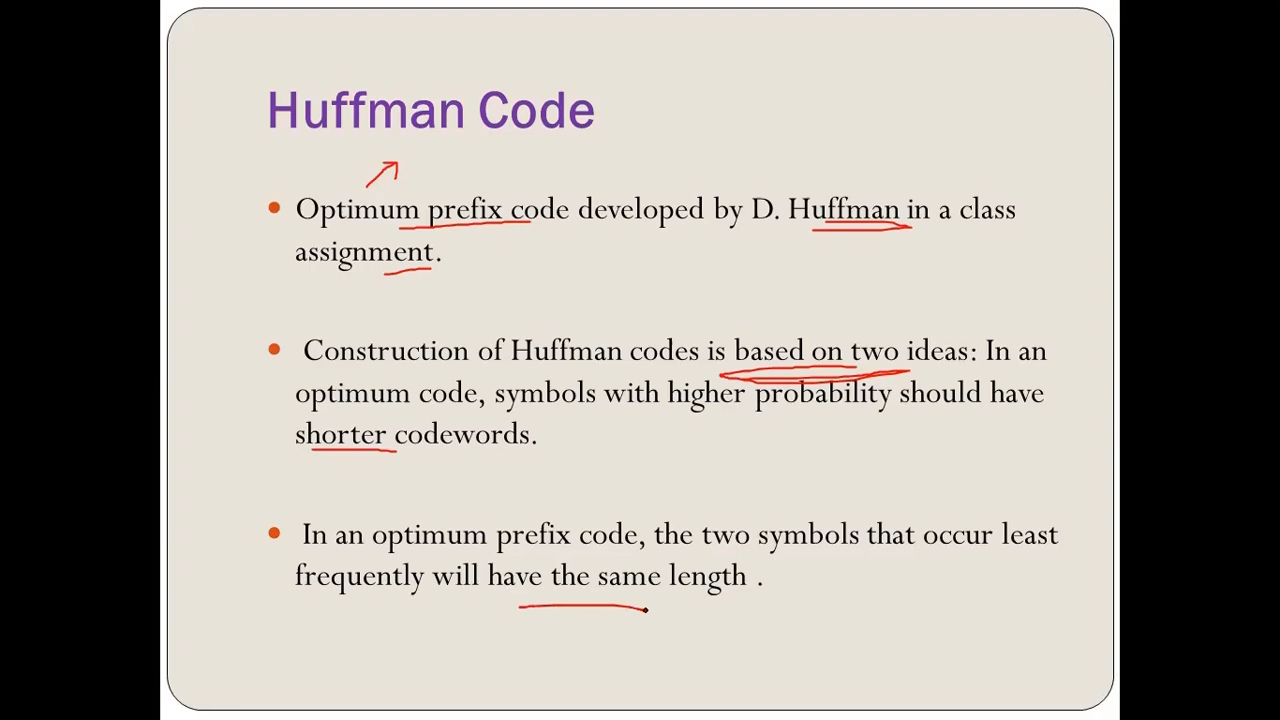 Huffman Code
• Optimum prefix code developed by D. Huffman in a class
assignment.
• Construction of Huffman codes is based on two ideas: In an
optimum code, symbols with higher probability should have
shorter codewords.
• In an optimum prefix code, the two symbols that occur least
frequently will have the same length .